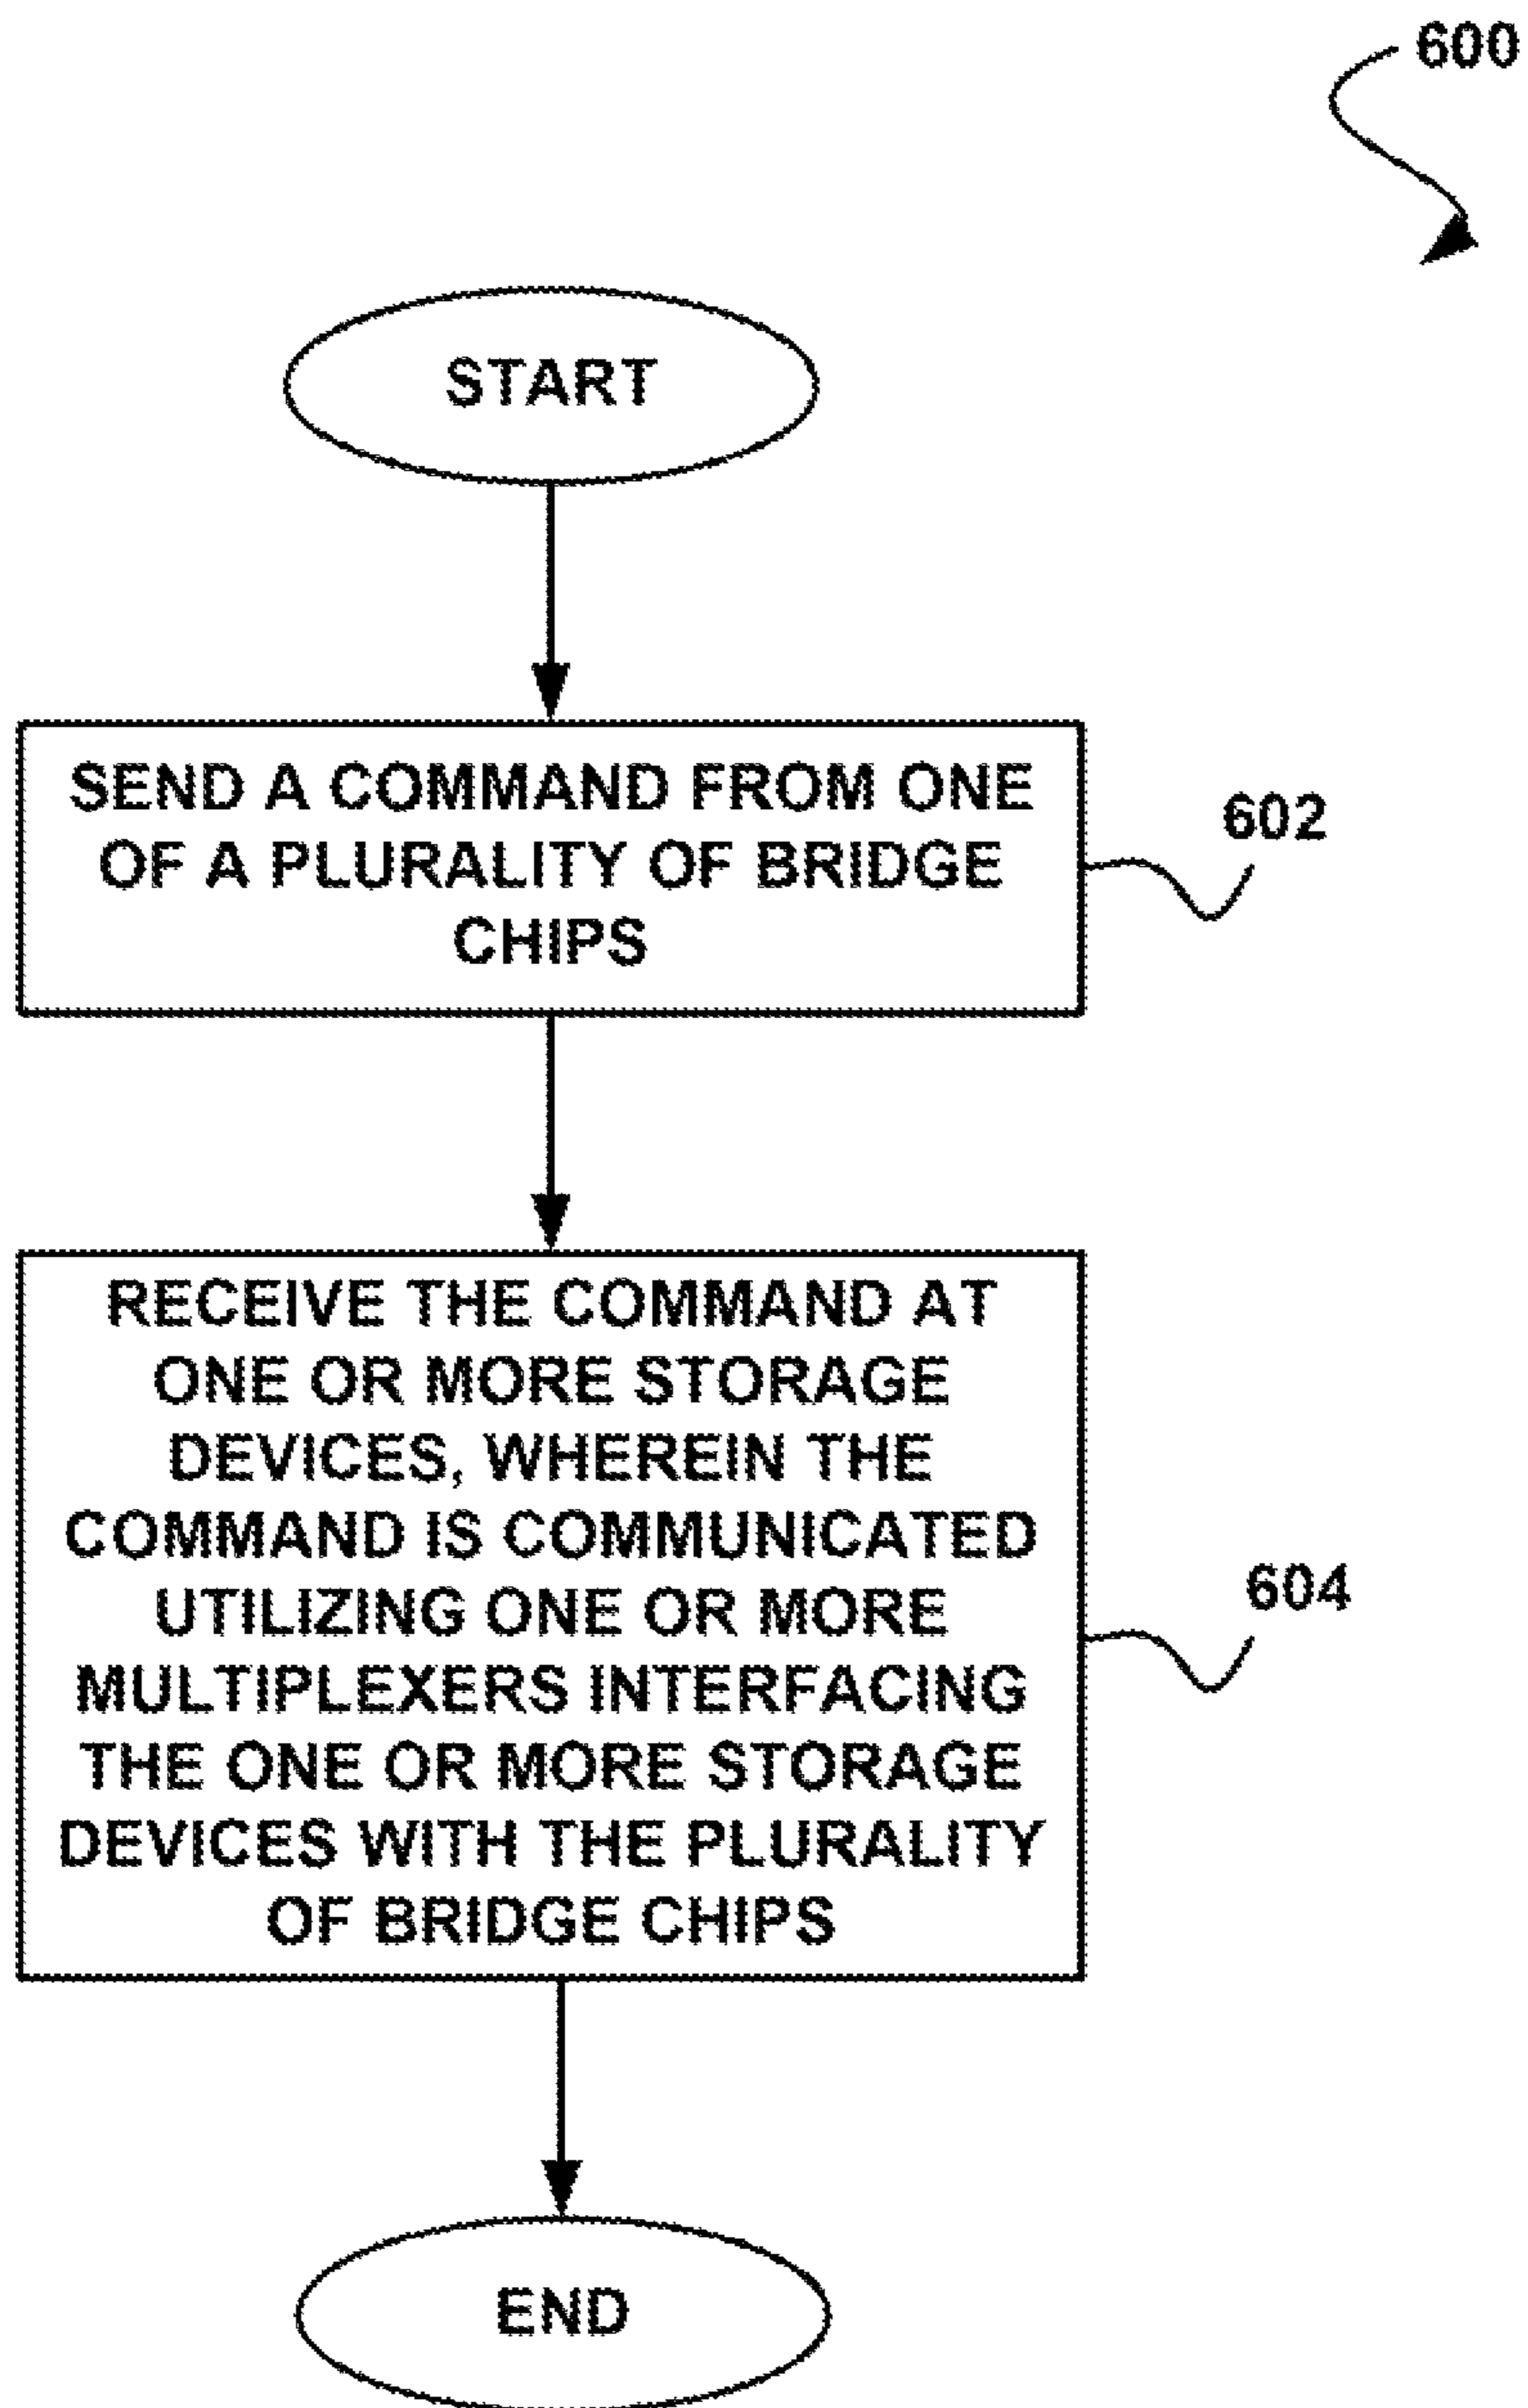 600
START
SEND A COMMAND FROM ONE
OF A PLURALITY OF BRIDGE
CHIPS
602
RECEIVE THE COMMAND AT
ONE OR MORE STORAGE
DEVICES, WHEREIN THE
COMMAND IS COMMUNICATED
UTILIZING ONE OR MORE
MULTIPLEXERS INTERFACING
THE ONE OR MORE STORAGE
DEVICES WITH THE PLURALITY
OF BRIDGE CHIPS
604
END